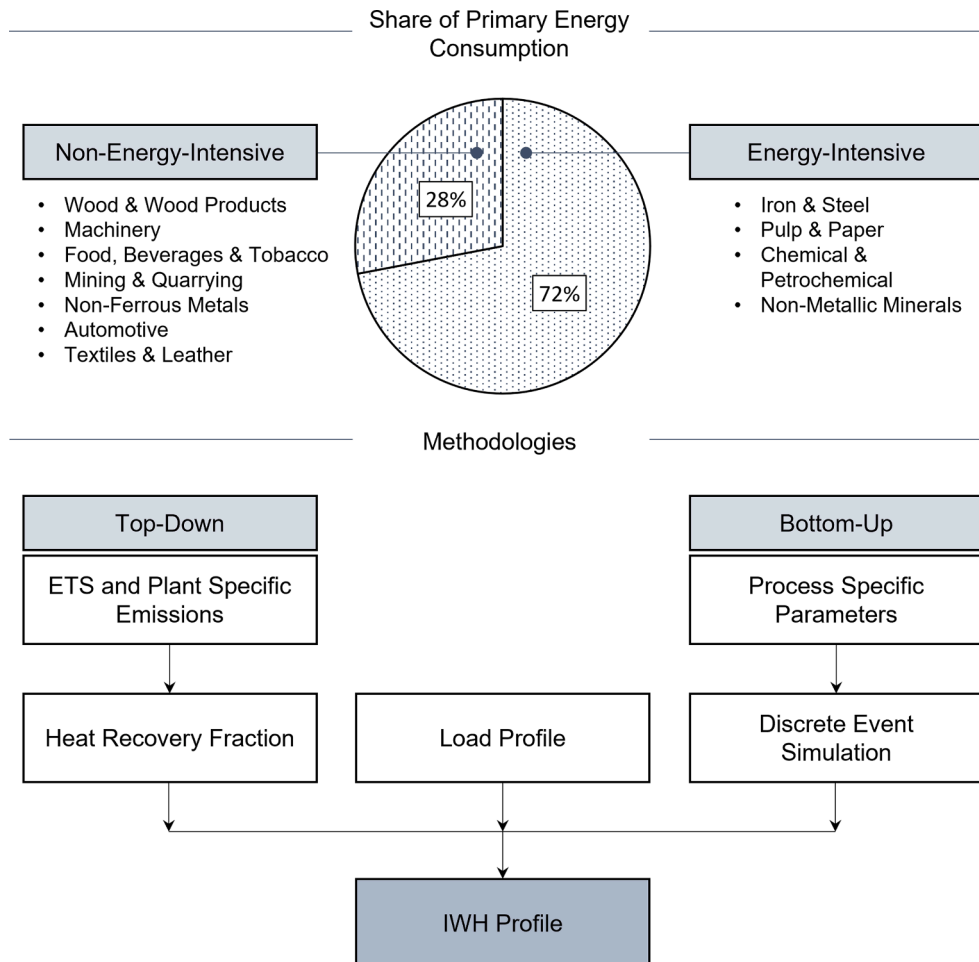 Share of Primary Energy
Consumption
Non-Energy-Intensive
• Wood & Wood Products
• Machinery
• Food, Beverages & Tobacco
• Mining & Quarrying
• Non-Ferrous Metals
• Automotive
• Textiles & Leather
28%
72%
Energy-Intensive
• Iron & Steel
• Pulp & Paper
• Chemical &
Petrochemical
• Non-Metallic Minerals
Methodologies
Top-Down
ETS and Plant Specific
Emissions
Heat Recovery Fraction
Load Profile
Bottom-Up
Process Specific
Parameters
Discrete Event
Simulation
IWH Profile